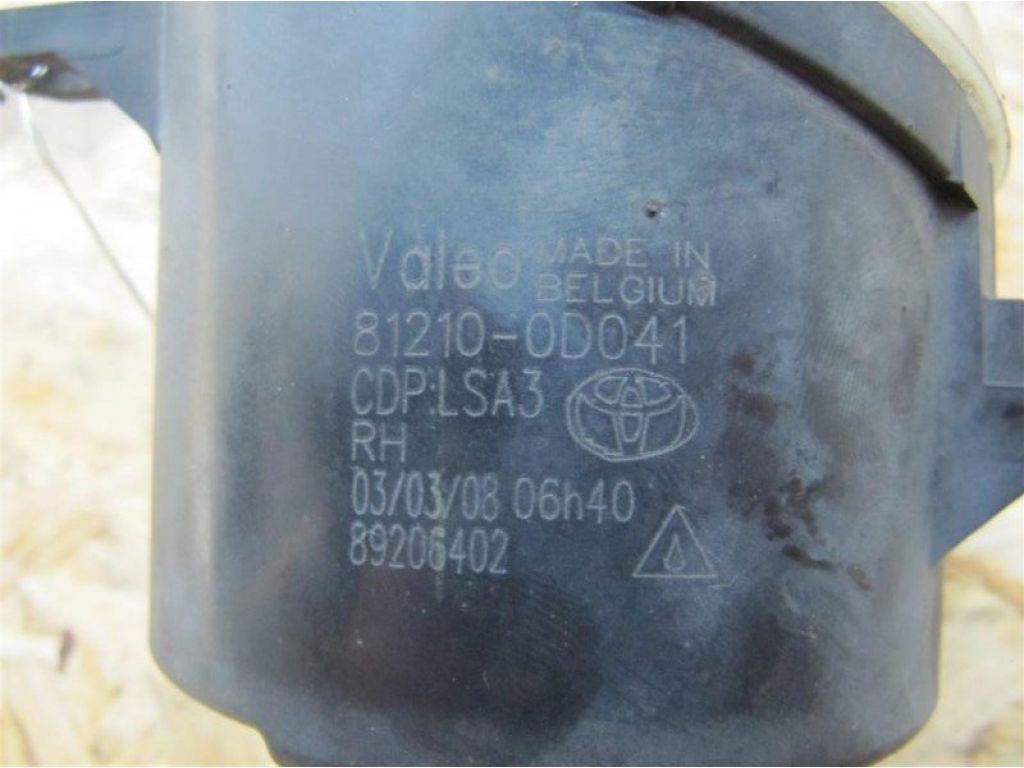 Valeo MADE IN
BELGIUM
81210-0D041
CDP:LSA3
RH
03/03/08 06h40
89206402